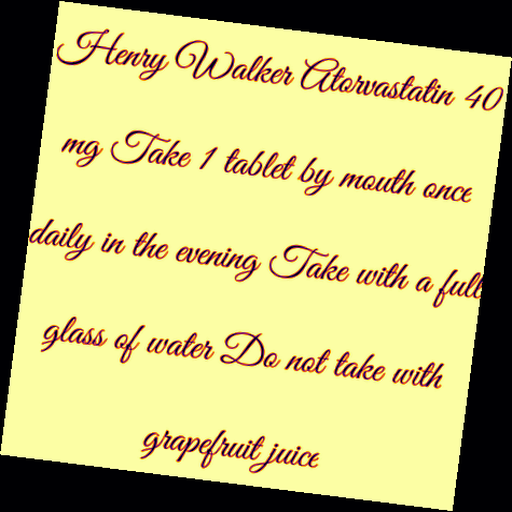 Henry Walker Atorvastatin 40
mg Take 1 tablet by mouth once
daily in the evening Take with a full
glass of water Do not take with
grapefruit juice